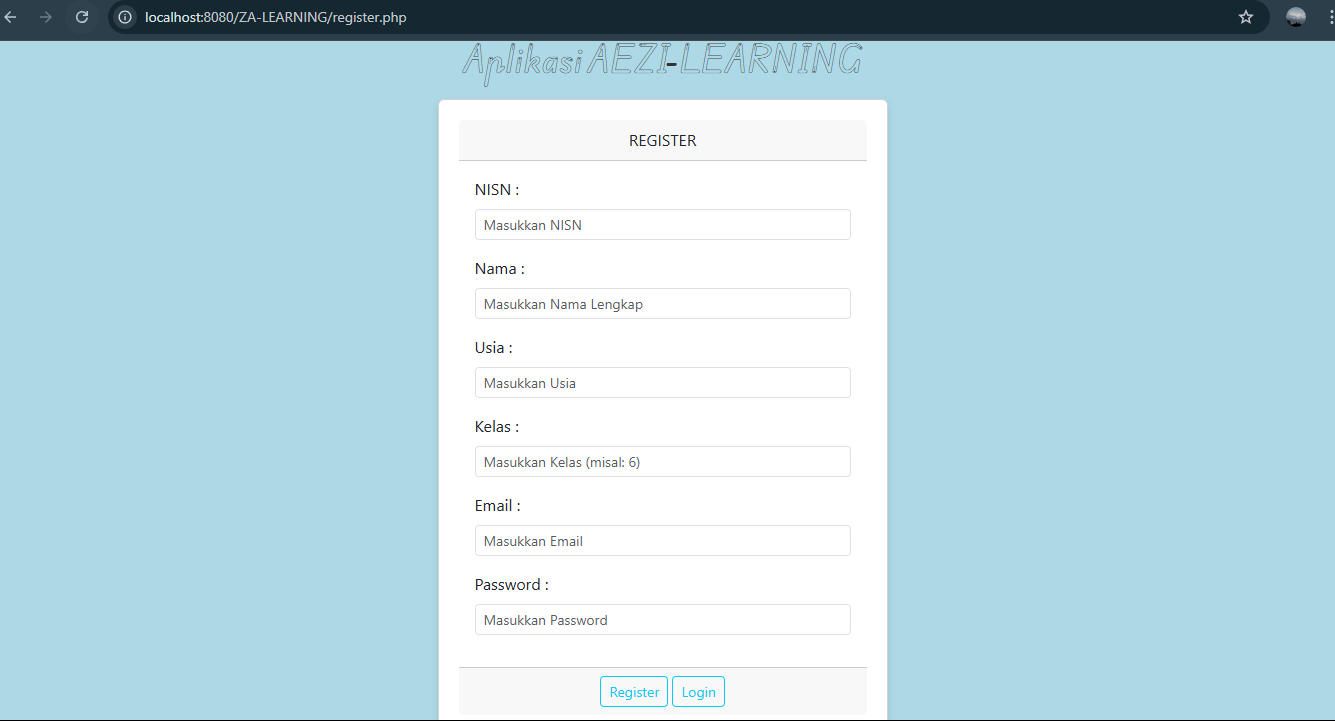 localhost:8080/ZA-LEARNING/register.php
Aplikasi AEZI-LEARNING
REGISTER
NISN :
Masukkan NISN
Nama :
Masukkan Nama Lengkap
Usia :
Masukkan Usia
Kelas :
Masukkan Kelas (misal: 6)
Email :
Masukkan Email
Password :
Masukkan Password
Register Login